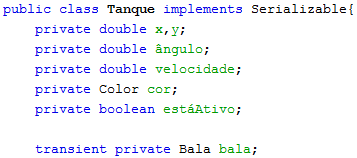 public class Tanque implements Serializable{
private double x,y;
private double ângulo;
private double velocidade;
private Color cor;
private boolean estáAtivo;
transient private Bala bala;